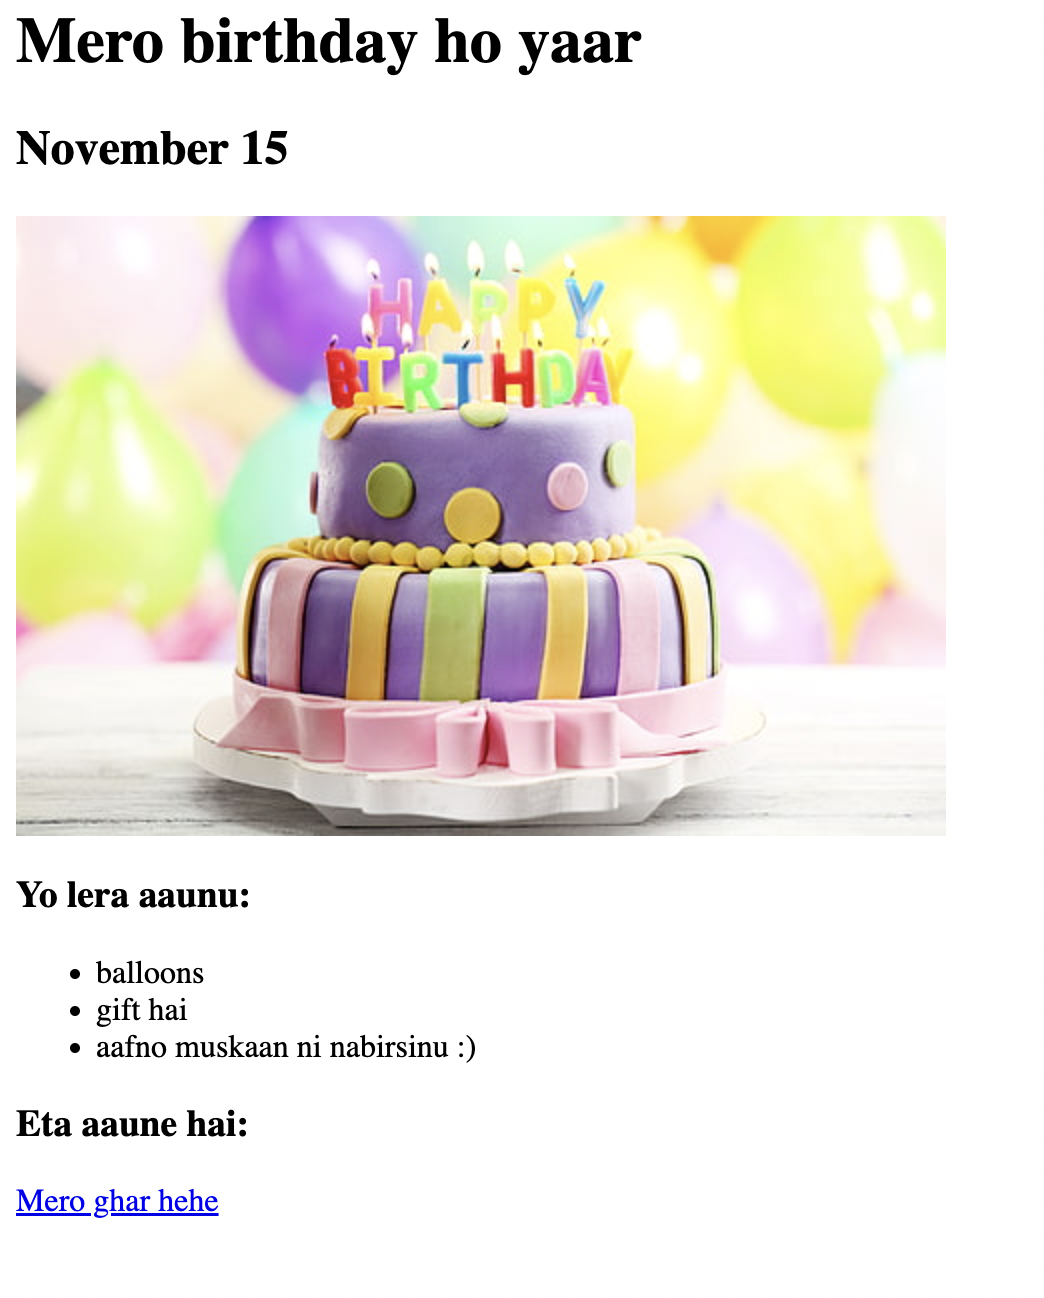 Mero birthday ho yaar
November 15
HAPPY
BIRTHDAY
Yo lera aaunu:
balloons
gift hai
aafno muskaan ni nabirsinu :)
Eta aaune hai:
Mero ghar hehe